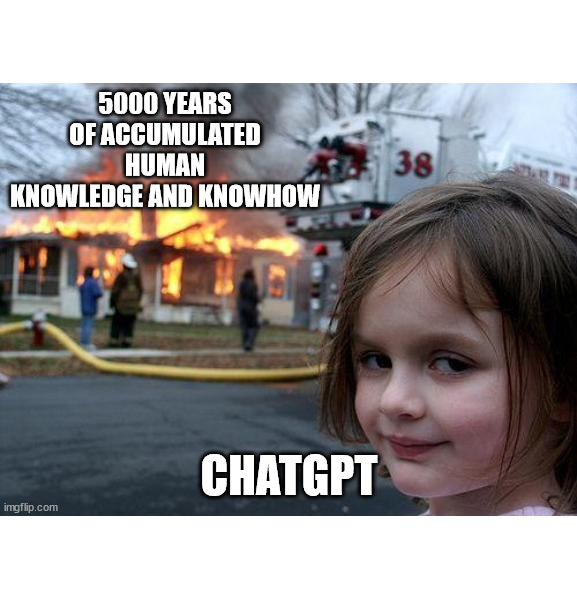 5000 YEARS
OF ACCUMULATED
HUMAN
KNOWLEDGE AND KNOWHOW
38
CHATGPT
imgflip.com